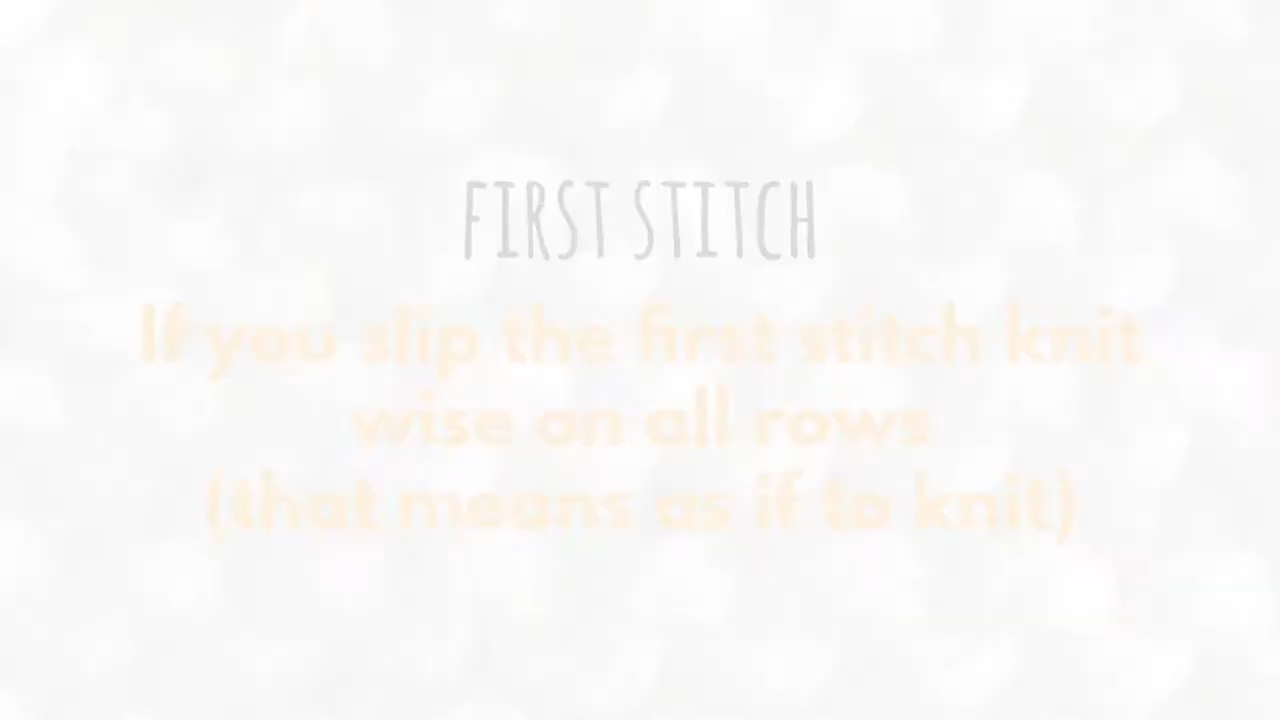 FIRST STITCH
If you slip the first stitch knit
wise on all rows
(that means as if to knit)